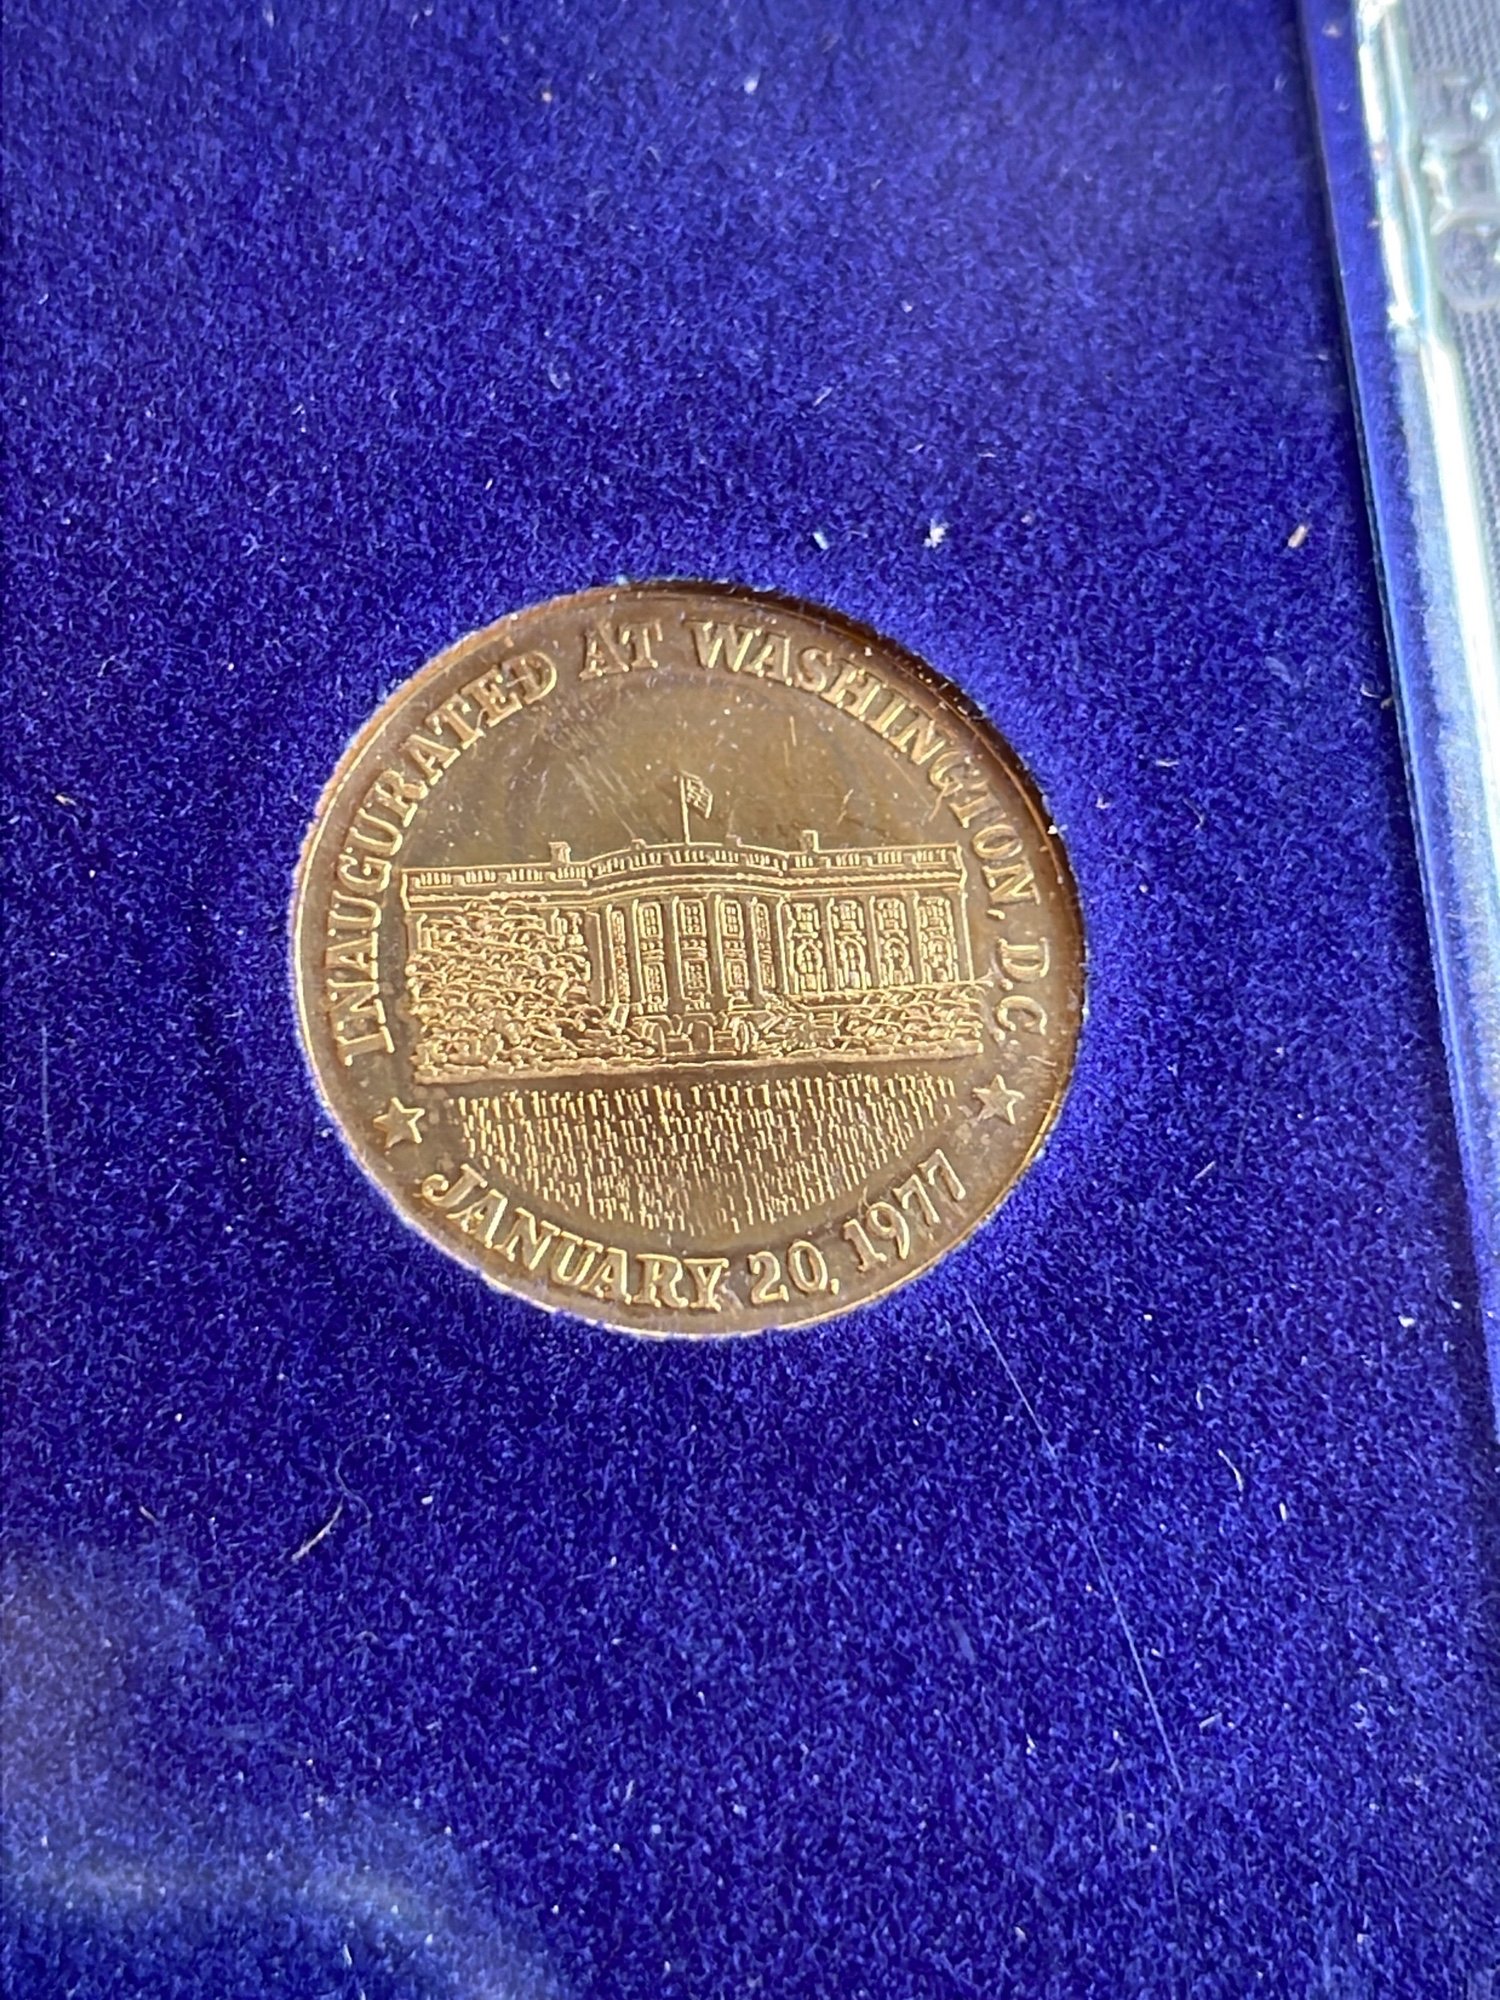 INAUGURATED AT WASHINGTON, D.C.
JANUARY 20, 1977